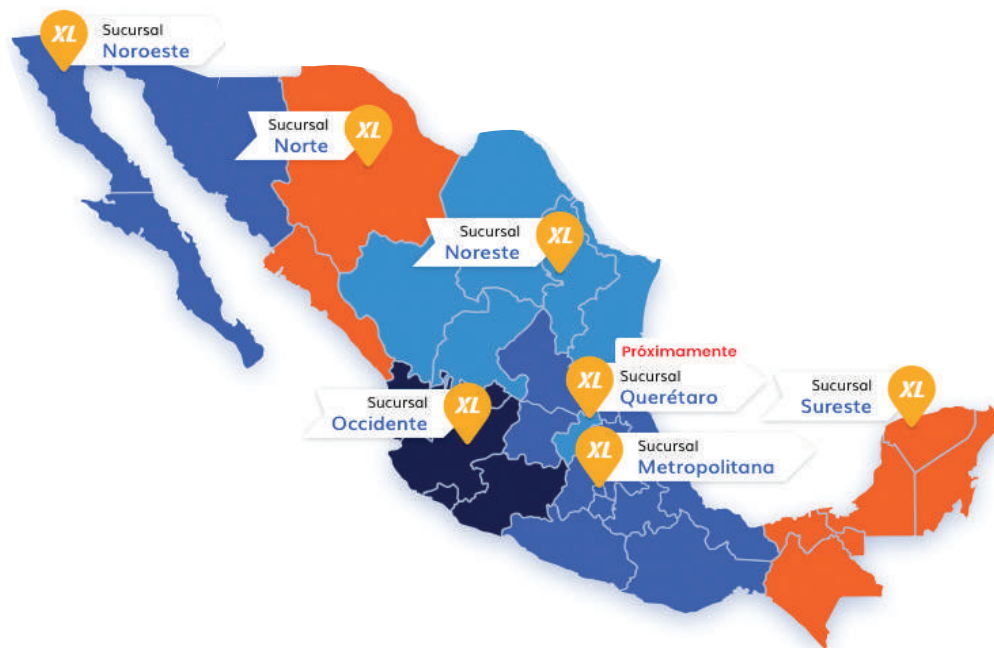 XL
Sucursal
Noroeste
Sucursal
Norte
XL
Sucursal
Noreste
XL
Próximamente
XL
Sucursal
Querétaro
Sucursal
Sureste
XL
Sucursal
Occidente
XL
XL
Sucursal
Metropolitana